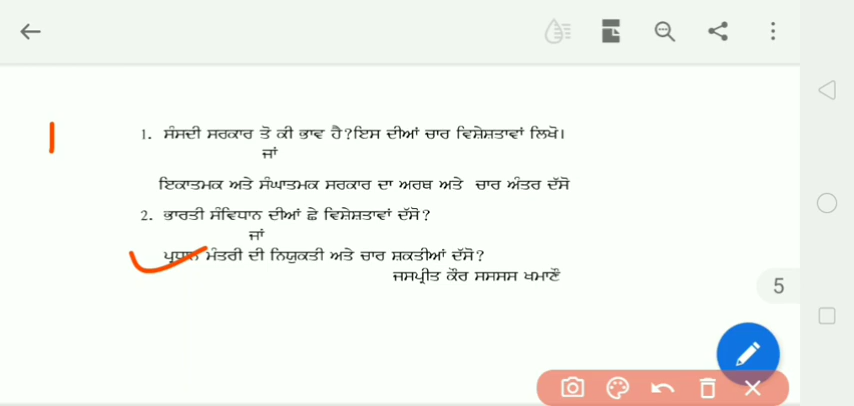 1. ਸੰਸਦੀ ਸਰਕਾਰ ਤੋ ਕੀ ਭਾਵ ਹੈ?ਇਸ ਦੀਆਂ ਚਾਰ ਵਿਸ਼ੇਸ਼ਤਾਵਾਂ ਲਿਖੋ।
ਜਾਂ
ਇਕਾਤਮਕ ਅਤੇ ਸੰਘਾਤਮਕ ਸਰਕਾਰ ਦਾ ਅਰਥ ਅਤੇ ਚਾਰ ਅੰਤਰ ਦੱਸੋ
2. ਭਾਰਤੀ ਸੰਵਿਧਾਨ ਦੀਆਂ ਛੇ ਵਿਸ਼ੇਸ਼ਤਾਵਾਂ ਦੱਸੋ?
ਜਾਂ
ਪ੍ਰਧਾਨ ਮੰਤਰੀ ਦੀ ਨਿਯੁਕਤੀ ਅਤੇ ਚਾਰ ਸ਼ਕਤੀਆਂ ਦੱਸੋ?
ਜਸਪ੍ਰੀਤ ਕੌਰ ਸਸਸਸ ਖਮਾਣੌ
5